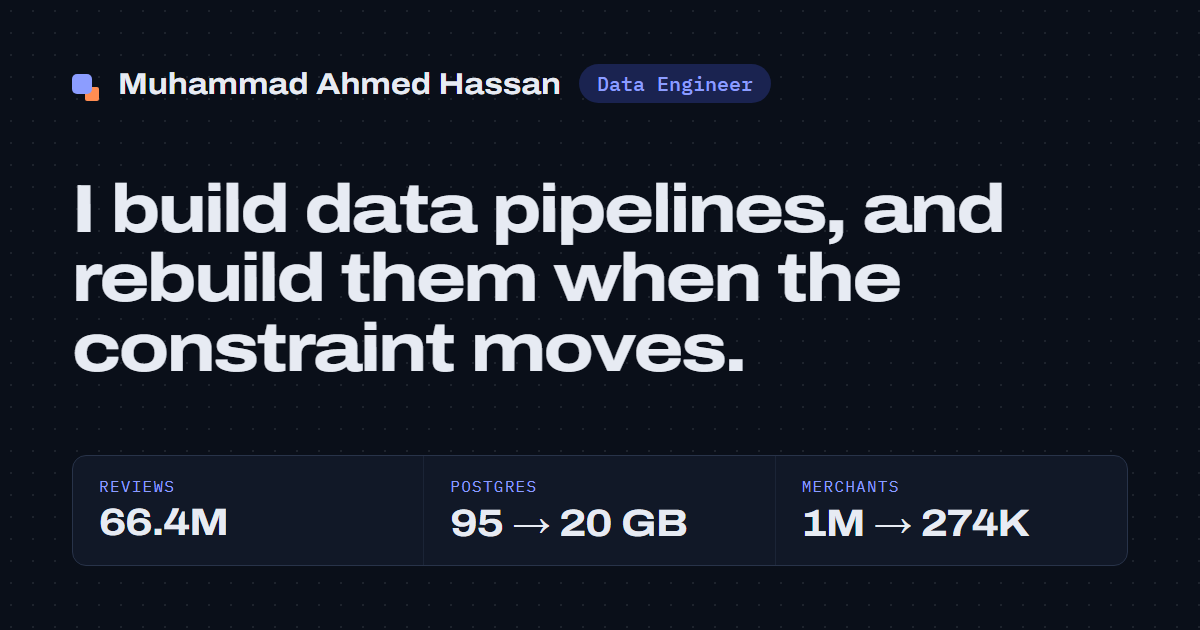 Muhammad Ahmed Hassan Data Engineer
I build data pipelines, and
rebuild them when the
constraint moves.
REVIEWS POSTGRES MERCHANTS
66.4M 95 → 20 GB 1M → 274K